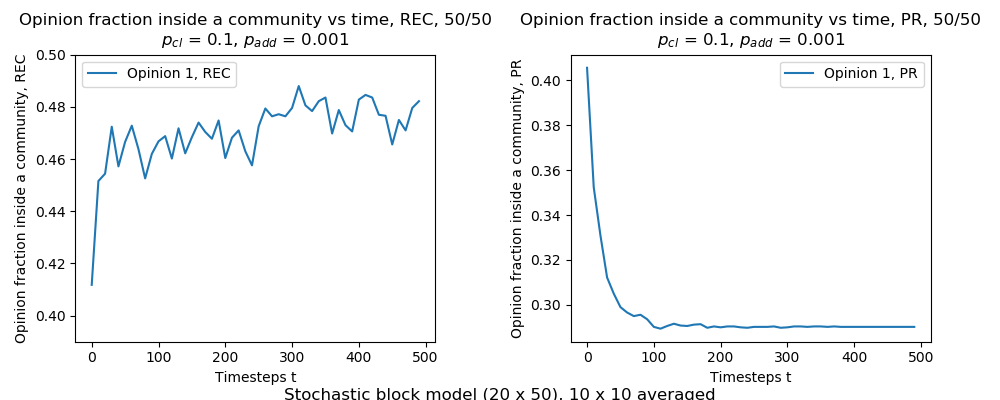 Opinion fraction inside a community vs time, REC, 50/50
p_cl = 0.1, p_add = 0.001
Opinion fraction inside a community, REC
0.50
0.48
0.46
0.44
0.42
0.40
Opinion 1, REC
0 100 200 300 400 500
Timesteps t
Opinion fraction inside a community vs time, PR, 50/50
p_cl = 0.1, p_add = 0.001
Opinion fraction inside a community, PR
0.40
0.38
0.36
0.34
0.32
0.30
Opinion 1, PR
0 100 200 300 400 500
Timesteps t
Stochastic block model (20 x 50), 10 x 10 averaged